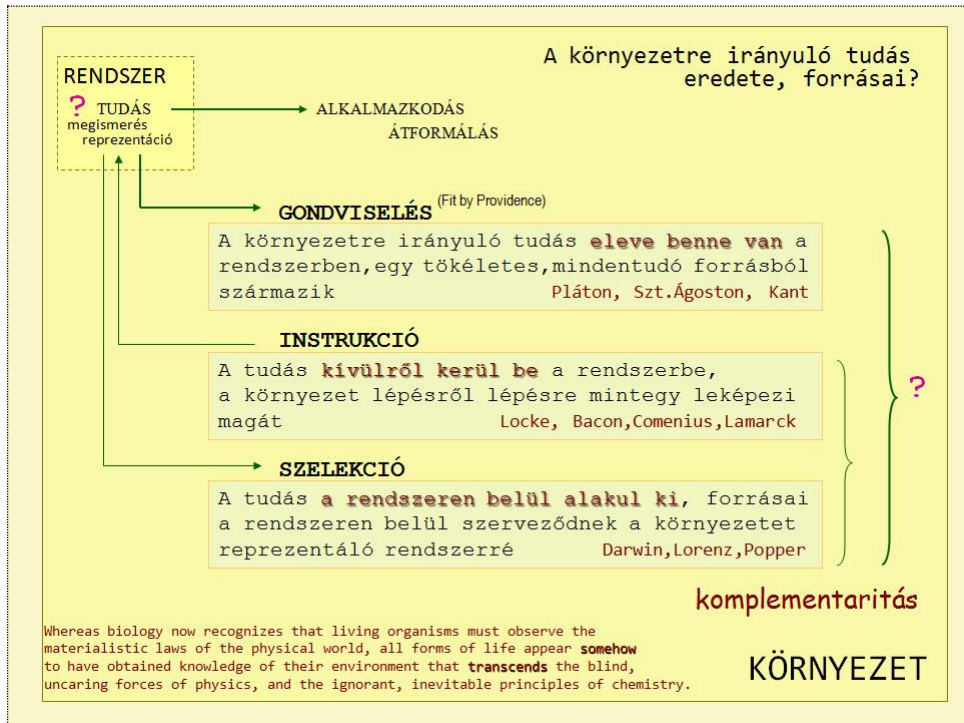 A környezetre irányuló tudás
eredete, forrásai?
RENDSZER
? TUDÁS
megismerés
reprezentáció
ALKALMAZKODÁS
ÁTFORMÁLÁS
GONDVISELÉS (Fit by Providence)
A környezetre irányuló tudás eleve benne van a
rendszerben,egy tökéletes,mindentudó forrásból
származik Pláton, Szt.Ágoston, Kant
INSTRUKCIÓ
A tudás kívülről kerül be a rendszerbe,
a környezet lépésről lépésre mintegy leképezi
magát Locke, Bacon,Comenius,Lamarck
?
SZELEKCIÓ
A tudás a rendszeren belül alakul ki, forrásai
a rendszeren belül szerveződnek a környezetet
reprezentáló rendszerré Darwin,Lorenz,Popper
komplementaritás
Whereas biology now recognizes that living organisms must observe the
materialistic laws of the physical world, all forms of life appear somehow
to have obtained knowledge of their environment that transcends the blind,
uncaring forces of physics, and the ignorant, inevitable principles of chemistry.
KÖRNYEZET